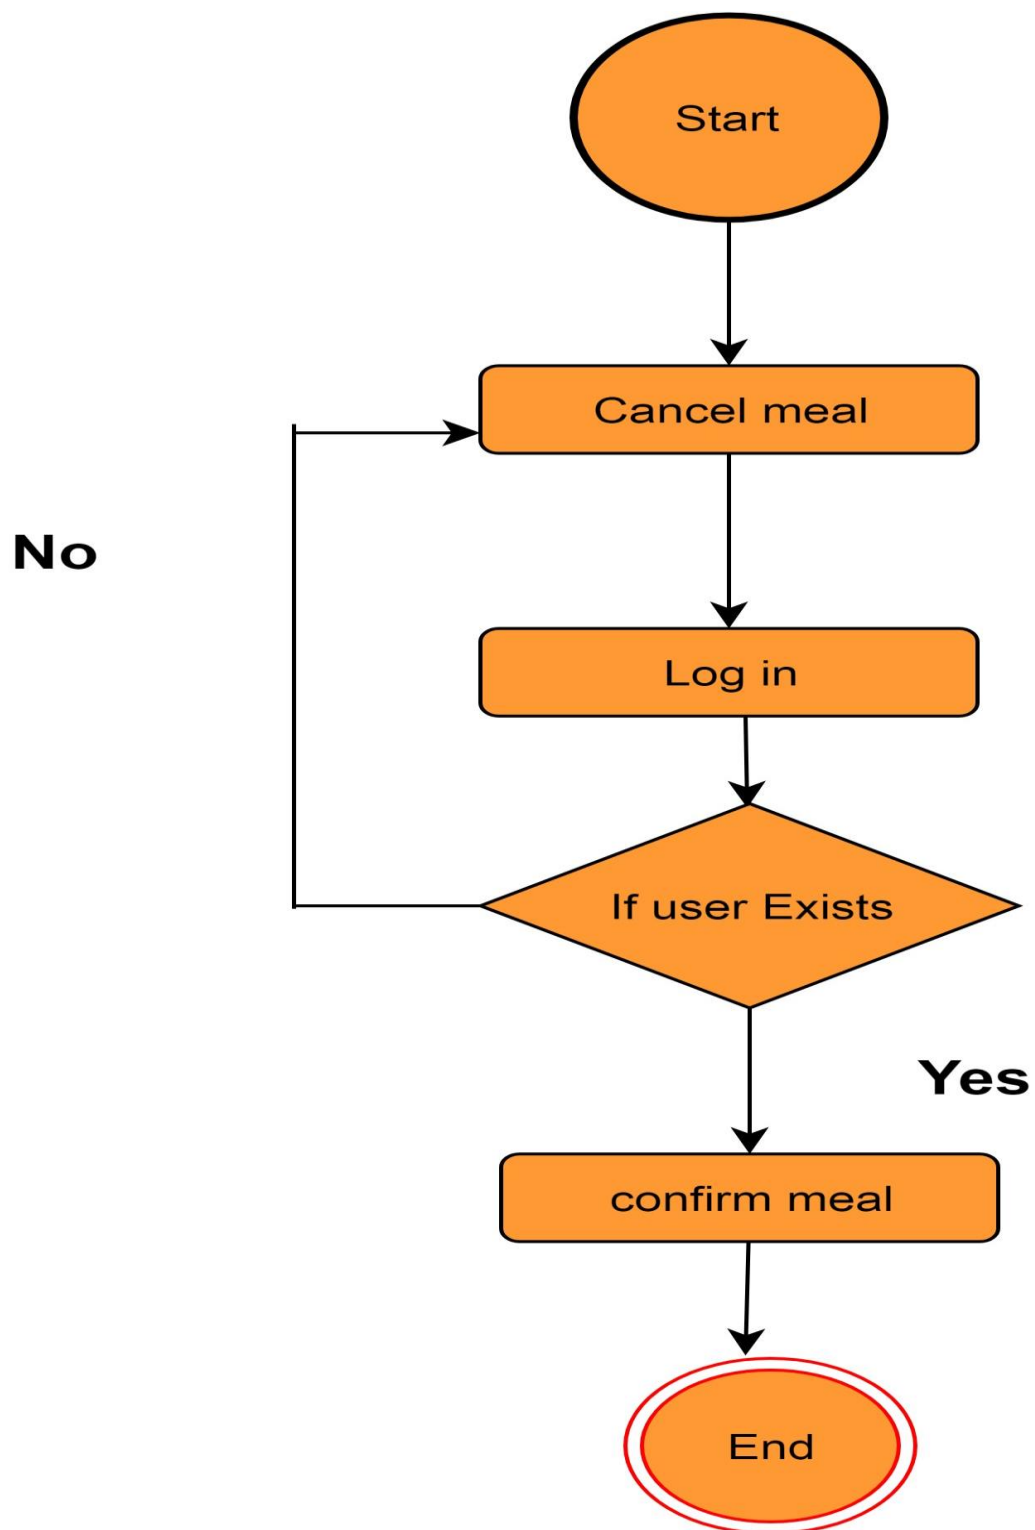 Start
Cancel meal
No
Log in
If user Exists
Yes
confirm meal
End